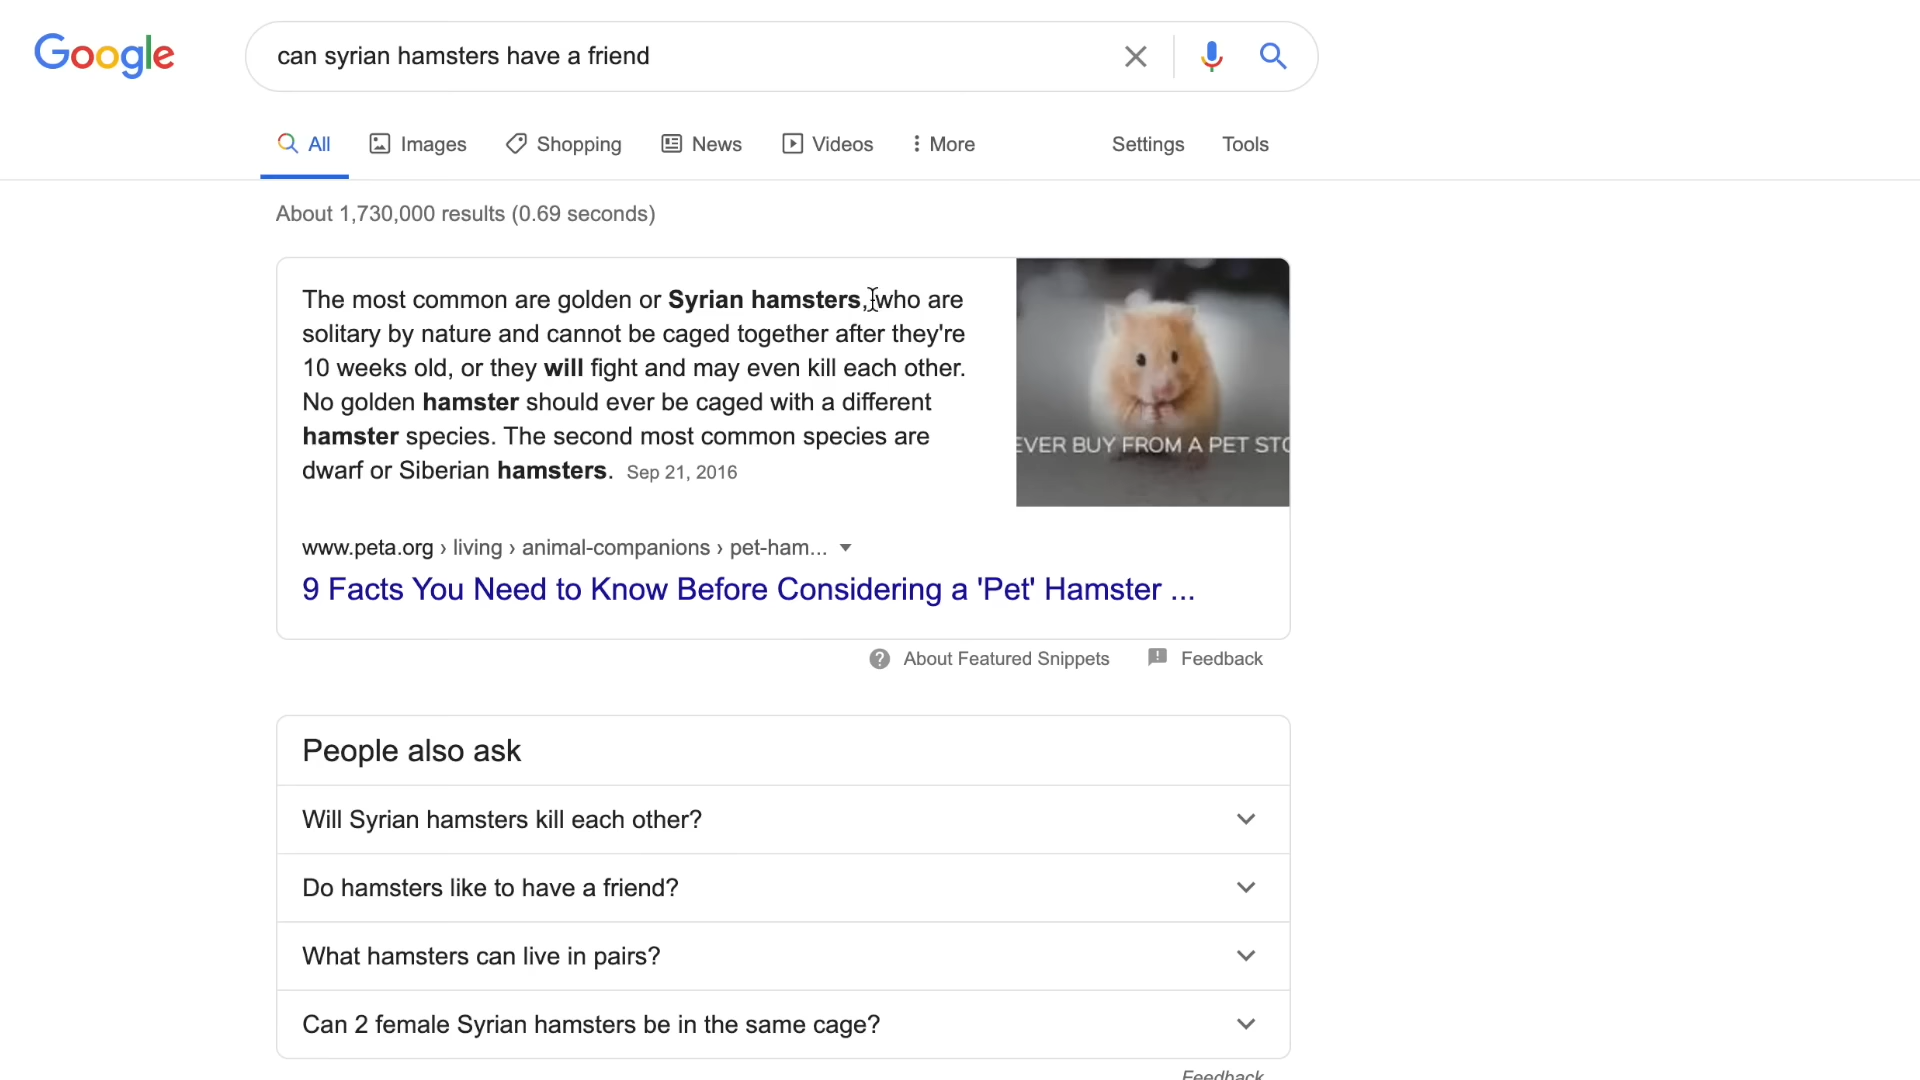 Google
can syrian hamsters have a friend
All Images Shopping News Videos More Settings Tools
About 1,730,000 results (0.69 seconds)
The most common are golden or Syrian hamsters, who are
solitary by nature and cannot be caged together after they're
10 weeks old, or they will fight and may even kill each other.
No golden hamster should ever be caged with a different
hamster species. The second most common species are
dwarf or Siberian hamsters. Sep 21, 2016
EVER BUY FROM A PET STO
www.peta.org › living › animal-companions › pet-ham...
9 Facts You Need to Know Before Considering a 'Pet' Hamster ...
About Featured Snippets Feedback
People also ask
Will Syrian hamsters kill each other?
Do hamsters like to have a friend?
What hamsters can live in pairs?
Can 2 female Syrian hamsters be in the same cage?
Feedback